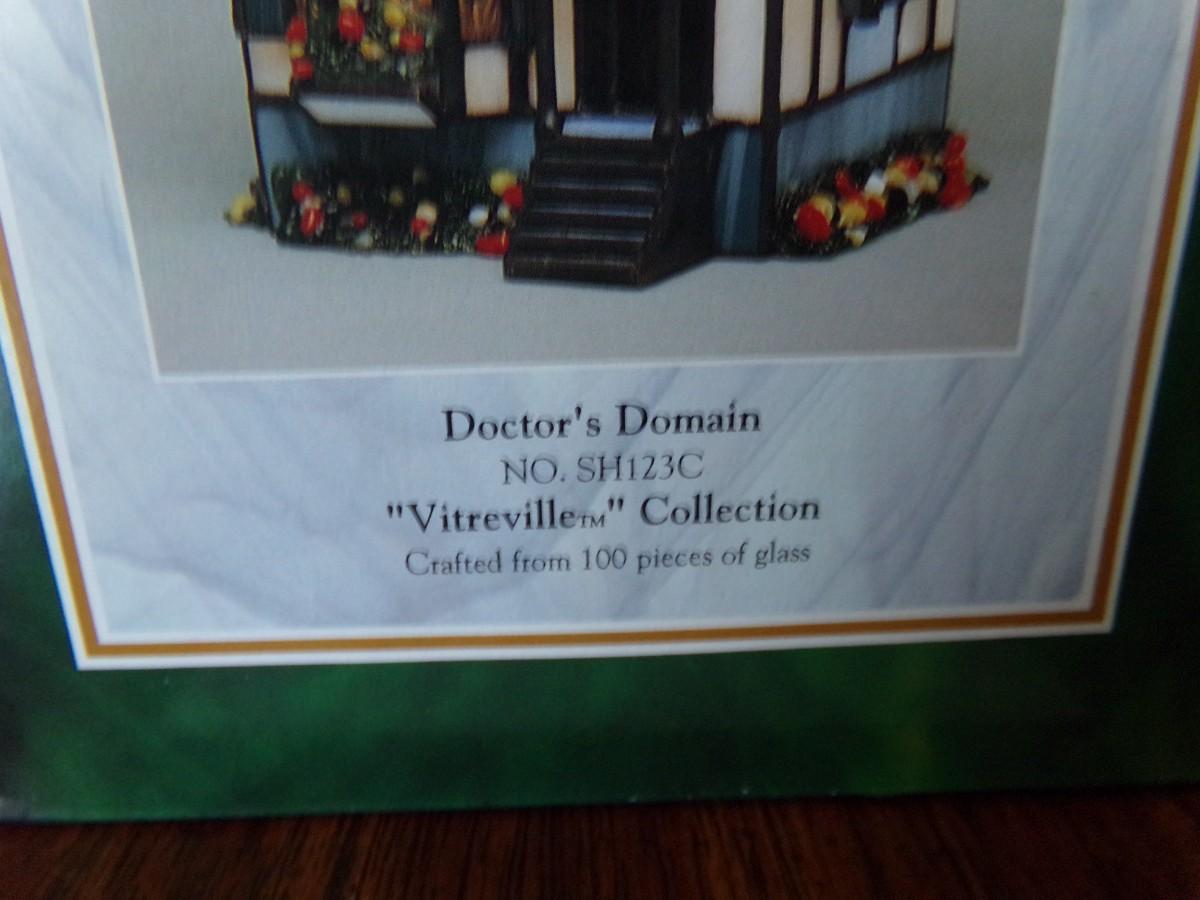 Doctor's Domain
NO. SH123C
"Vitreville™" Collection
Crafted from 100 pieces of glass